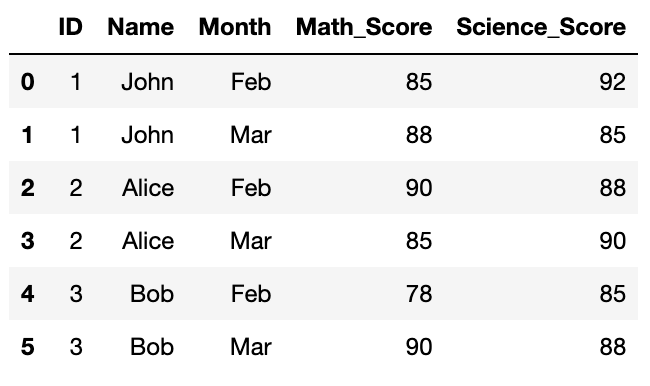 ID Name Month Math_Score Science_Score
0 1 John Feb 85 92
1 1 John Mar 88 85
2 2 Alice Feb 90 88
3 2 Alice Mar 85 90
4 3 Bob Feb 78 85
5 3 Bob Mar 90 88